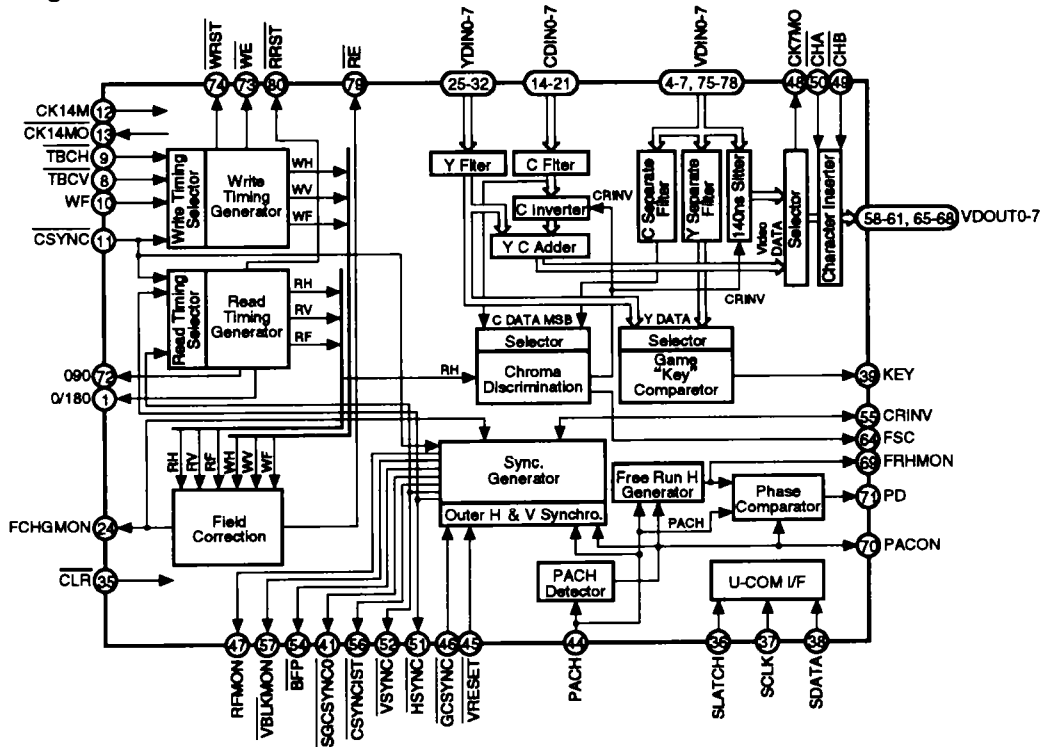 WRST
WE
RRST
RE
YDIN0-7
CDIN0-7
VDIN0-7
CK7MO
CHA
CHB
74
73
80
79
25-32
14-21
4-7, 75-78
48
50
49
CK14M 12
CK14MO 13
TBCH 9
TBCV 8
WF 10
CSYNC 11
Write Timing Selector
Write Timing Generator
WH
WV
WF
Y Flter
C Flter
C inverter
Y C Adder
CRINV
C Separate Filter
Y Separate Filter
140ns Sitter
Video DATA
Selector
Character Inserter
58-61, 65-68 VDOUT0-7
CRINV
Read Timing Selector
Read Timing Generator
RH
RV
RF
C DATA MSB
Selector
Chroma Discrimination
RH
Y DATA
Selector
"Game Key" Comparetor
090 72
0/180 1
39 KEY
55 CRINV
64 FSC
69 FRHMON
71 PD
70 PACON
RH
RV
RF
WH
WV
WF
Field Correction
FCHGMON 24
CLR 35
Sync. Generator
Outer H & V Synchro.
Free Run H Generator
Phase Comparator
PACH
PACH Detector
U-COM I/F
47
57
54
41
56
52
51
46
45
44
36
37
38
RFMON
VBLKMON
BFP
SGCSYNC0
CSYNCIST
VSYNC
HSYNC
GCSYNC
VRESET
PACH
SLATCH
SCLK
SDATA